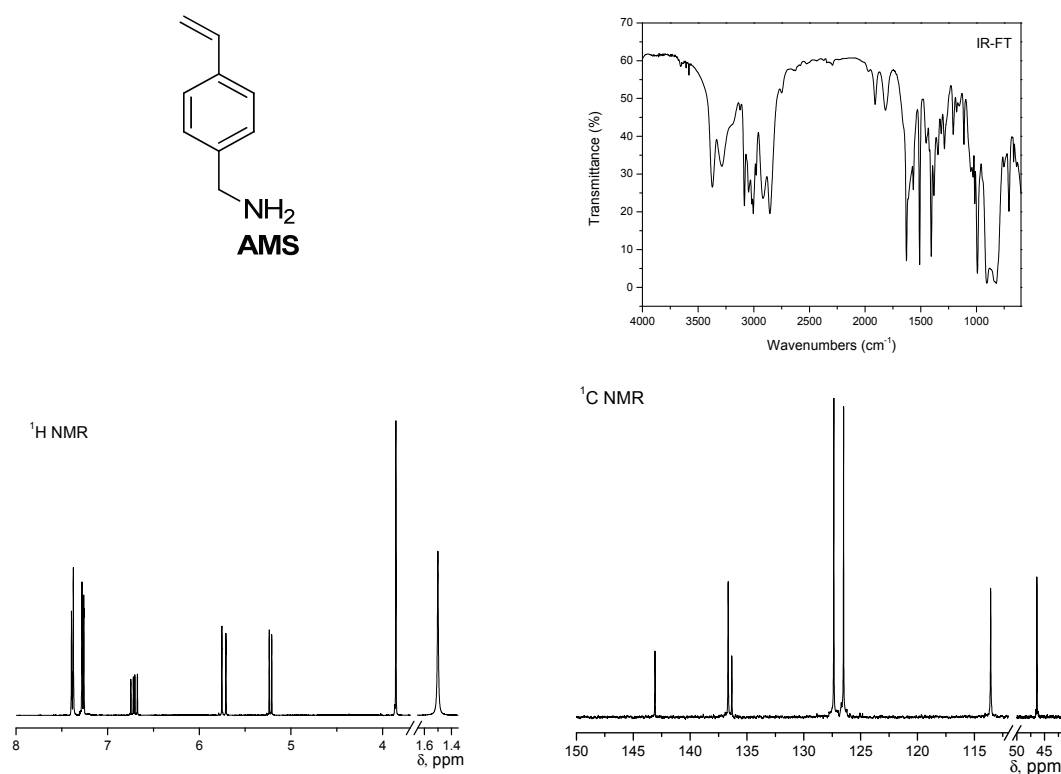 NH2
AMS
IR-FT
Transmittance (%)
70
60
50
40
30
20
10
0
4000 3500 3000 2500 2000 1500 1000
Wavenumbers (cm-1)
1H NMR
8 7 6 5 4 1.6 1.4
δ, ppm
1C NMR
150 145 140 135 130 125 120 115 50 45
δ, ppm